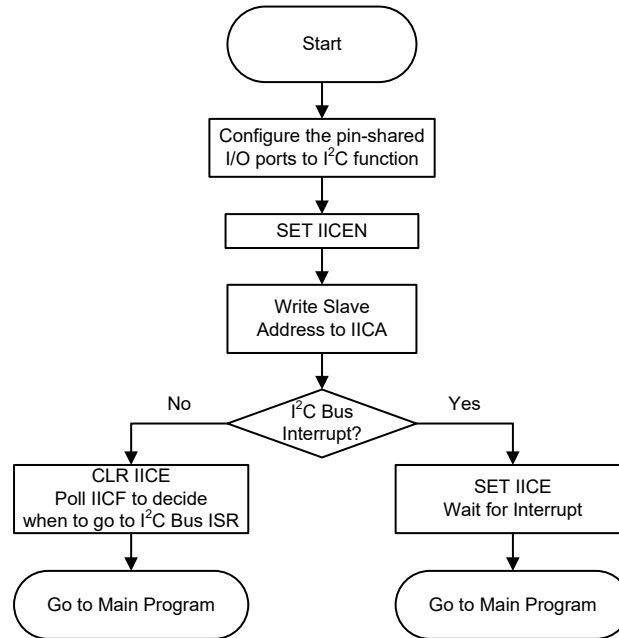 Start
Configure the pin-shared
I/O ports to I²C function
SET IICEN
Write Slave
Address to IICA
No
I²C Bus
Interrupt?
Yes
CLR IICE
Poll IICF to decide
when to go to I²C Bus ISR
SET IICE
Wait for Interrupt
Go to Main Program
Go to Main Program